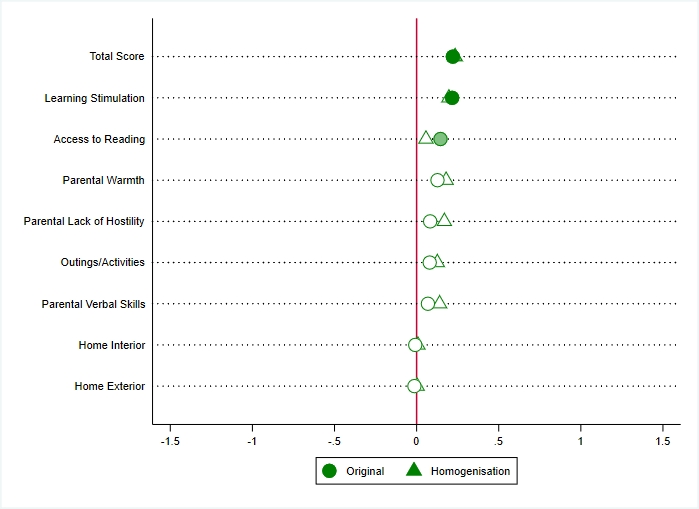 Total Score
Learning Stimulation
Access to Reading
Parental Warmth
Parental Lack of Hostility
Outings/Activities
Parental Verbal Skills
Home Interior
Home Exterior
-1.5 -1 -.5 0 .5 1 1.5
Original Homogenisation